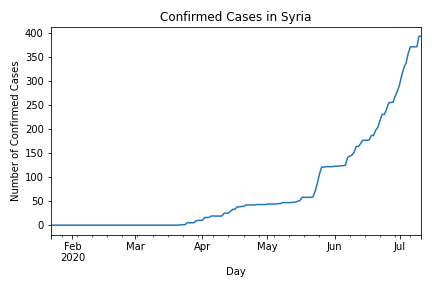 Confirmed Cases in Syria
400
350
300
250
200
150
100
50
0
Number of Confirmed Cases
Feb
2020
Mar
Apr
May
Jun
Jul
Day